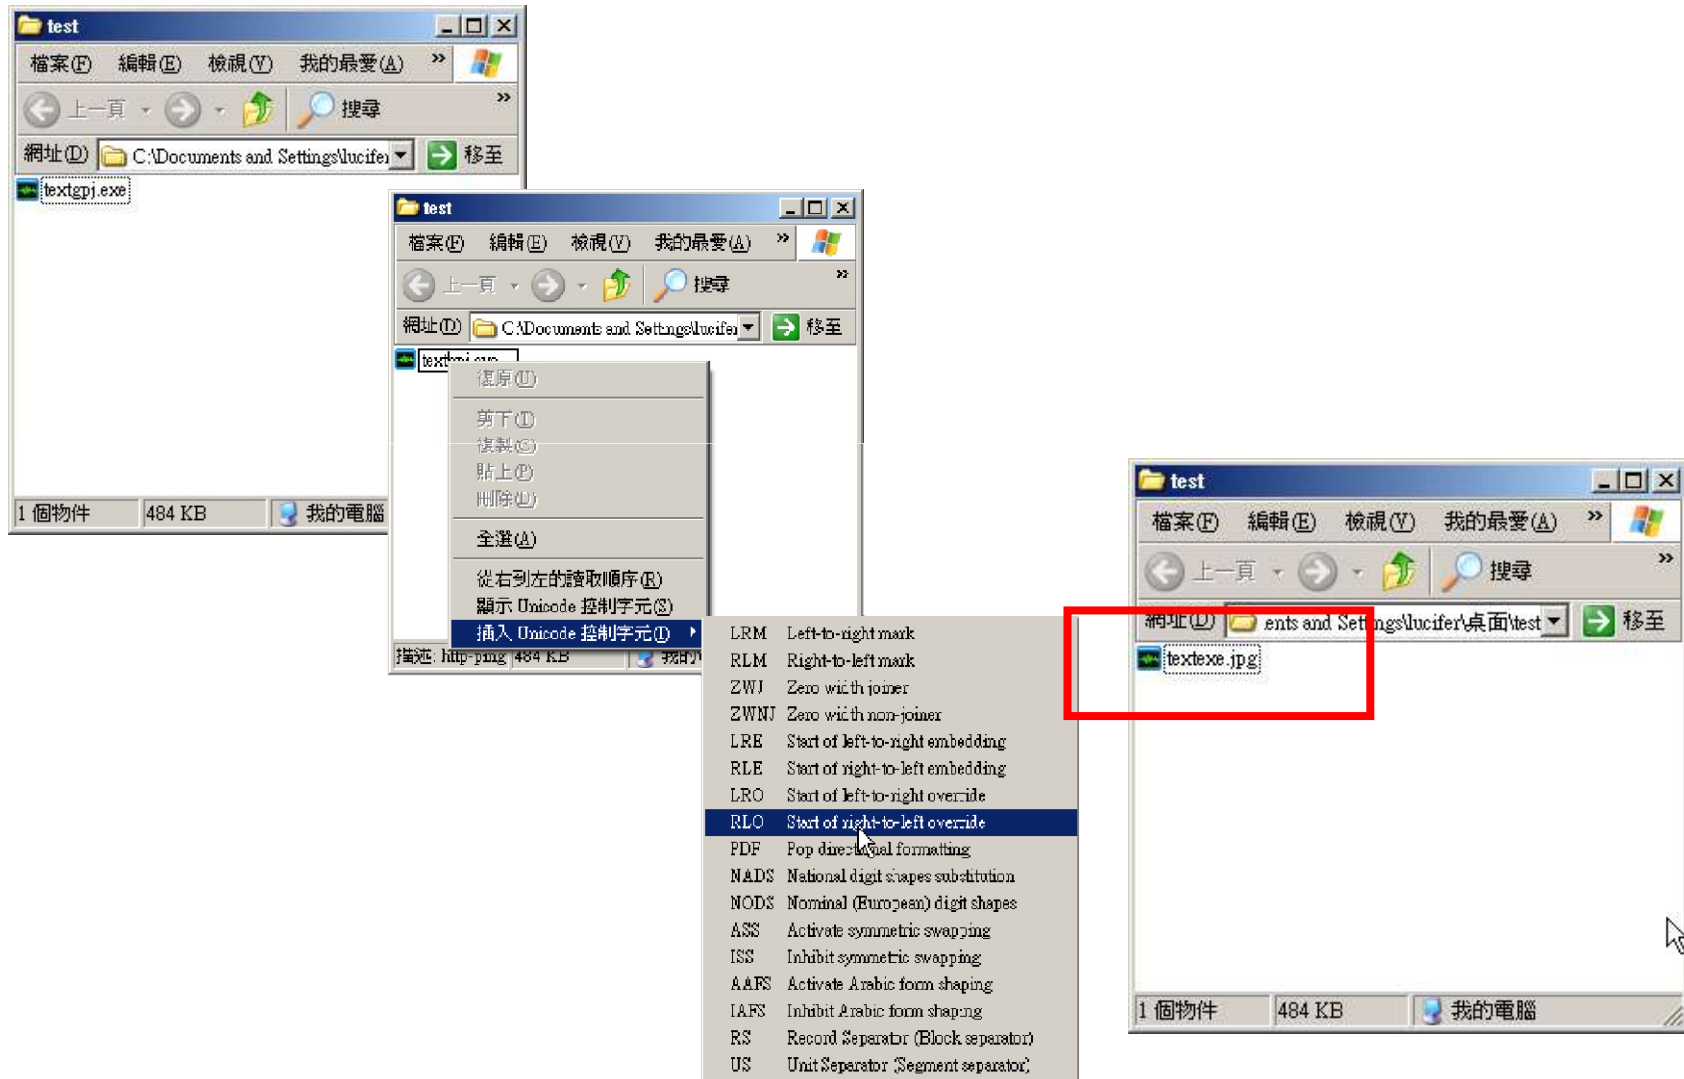 test
檔案(F) 編輯(E) 檢視(V) 我的最愛(A) »
上一頁 搜尋 »
網址(D) C:\Documents and Settings\lucifer 移至
textgpj.exe
1 個物件 484 KB 我的電腦
test
檔案(F) 編輯(E) 檢視(V) 我的最愛(A) »
上一頁 搜尋 »
網址(D) C:\Documents and Settings\lucifer 移至
復原(U)
剪下(T)
複製(C)
貼上(P)
刪除(L)
全選(A)
從右到左的讀取順序(R)
顯示 Unicode 控制字元(S)
插入 Unicode 控制字元(I)
描述: http-ping 484 KB
LRM Left-to-right mark
RLM Right-to-left mark
ZWJ Zero width joiner
ZWNJ Zero width non-joiner
LRE Start of left-to-right embedding
RLE Start of right-to-left embedding
LRO Start of left-to-right override
RLO Start of right-to-left override
PDF Pop directional formatting
NADS National digit shapes substitution
NODS Nominal (European) digit shapes
ASS Activate symmetric swapping
ISS Inhibit symmetric swapping
AAFS Activate Arabic form shaping
IAFS Inhibit Arabic form shaping
RS Record Separator (Block separator)
US Unit Separator (Segment separator)
test
檔案(F) 編輯(E) 檢視(V) 我的最愛(A) »
上一頁 搜尋 »
網址(D) ents and Settings\lucifer\桌面\test 移至
textexe.jpg
1 個物件 484 KB 我的電腦